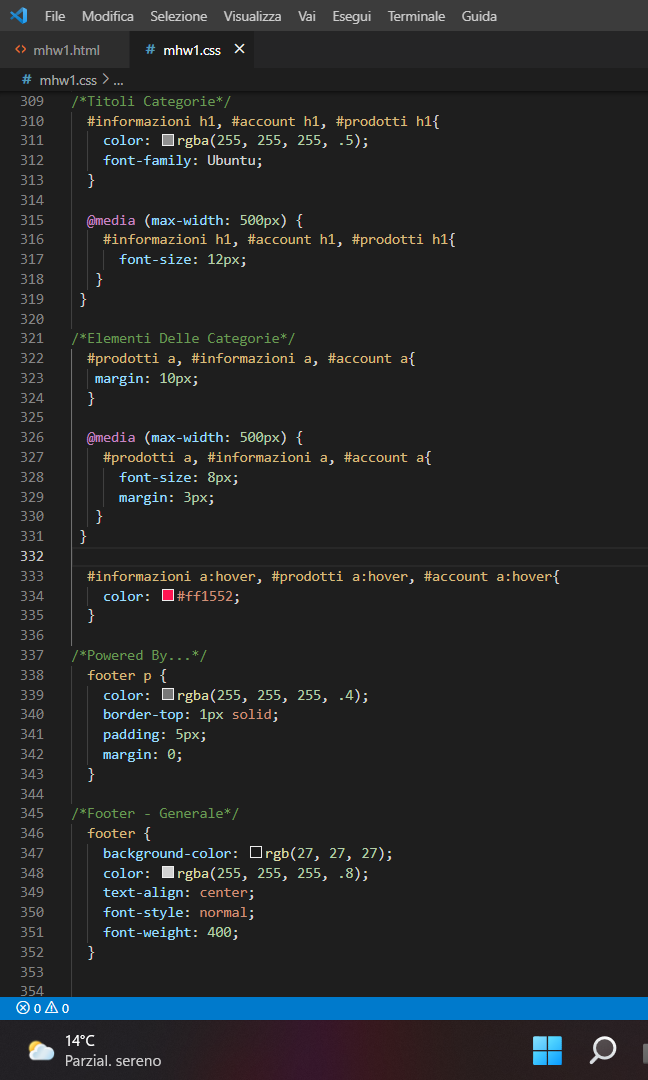 File Modifica Selezione Visualizza Vai Esegui Terminale Guida
<> mhw1.html # mhw1.css ×
# mhw1.css > ...
309 /*Titoli Categorie*/
310 #informazioni h1, #account h1, #prodotti h1{
311 color: rgba(255, 255, 255, .5);
312 font-family: Ubuntu;
313 }
314
315 @media (max-width: 500px) {
316 #informazioni h1, #account h1, #prodotti h1{
317 font-size: 12px;
318 }
319 }
320
321 /*Elementi Delle Categorie*/
322 #prodotti a, #informazioni a, #account a{
323 margin: 10px;
324 }
325
326 @media (max-width: 500px) {
327 #prodotti a, #informazioni a, #account a{
328 font-size: 8px;
329 margin: 3px;
330 }
331 }
332
333 #informazioni a:hover, #prodotti a:hover, #account a:hover{
334 color: #ff1552;
335 }
336
337 /*Powered By...*/
338 footer p {
339 color: rgba(255, 255, 255, .4);
340 border-top: 1px solid;
341 padding: 5px;
342 margin: 0;
343 }
344
345 /*Footer - Generale*/
346 footer {
347 background-color: rgb(27, 27, 27);
348 color: rgba(255, 255, 255, .8);
349 text-align: center;
350 font-style: normal;
351 font-weight: 400;
352 }
353
354
0 0
14°C
Parzial. sereno